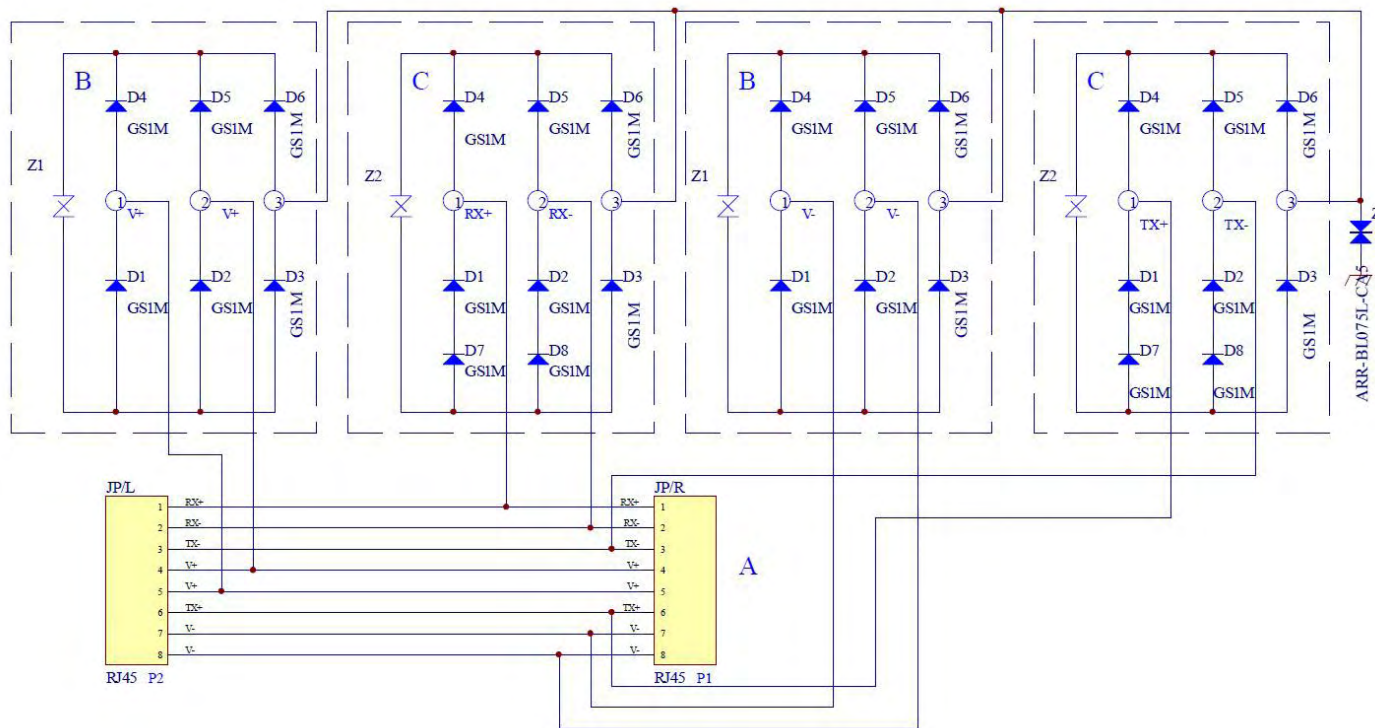 B
D4
D5
D6
GS1M
GS1M
GS1M
Z1
1
2
3
V+
V+
D1
D2
D3
GS1M
GS1M
GS1M
C
D4
D5
D6
GS1M
GS1M
GS1M
Z2
1
2
3
RX+
RX-
D1
D2
D3
GS1M
GS1M
GS1M
D7
D8
GS1M
GS1M
B
D4
D5
D6
GS1M
GS1M
GS1M
Z1
1
2
3
V-
V-
D1
D2
D3
GS1M
GS1M
GS1M
C
D4
D5
D6
GS1M
GS1M
GS1M
Z2
1
2
3
TX+
TX-
D1
D2
D3
GS1M
GS1M
GS1M
D7
D8
GS1M
GS1M
ARR-BL075L-CA5
JP/L
1 RX+
2 RX-
3 TX-
4 V+
5 V+
6 TX+
7 V-
8 V-
RJ45 P2
JP/R
RX+ 1
RX- 2
TX- 3
V+ 4
V+ 5
TX+ 6
V- 7
V- 8
RJ45 P1
A